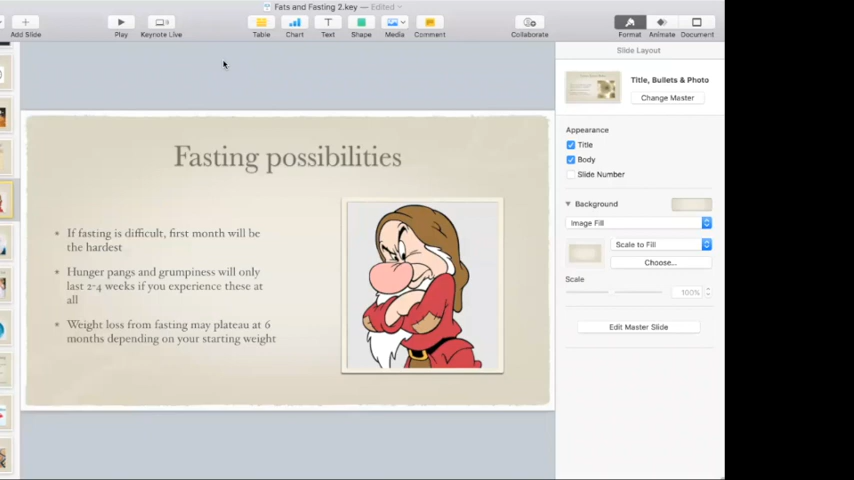 Fats and Fasting 2.key — Edited
Add Slide
Play
Keynote Live
Table
Chart
Text
Shape
Media
Comment
Collaborate
Format
Animate
Document
Slide Layout
Title, Bullets & Photo
Change Master
Appearance
Title
Body
Slide Number
Background
Image Fill
Scale to Fill
Choose...
Scale
100%
Edit Master Slide
Fasting possibilities
If fasting is difficult, first month will be
the hardest
Hunger pangs and grumpiness will only
last 2-4 weeks if you experience these at
all
Weight loss from fasting may plateau at 6
months depending on your starting weight